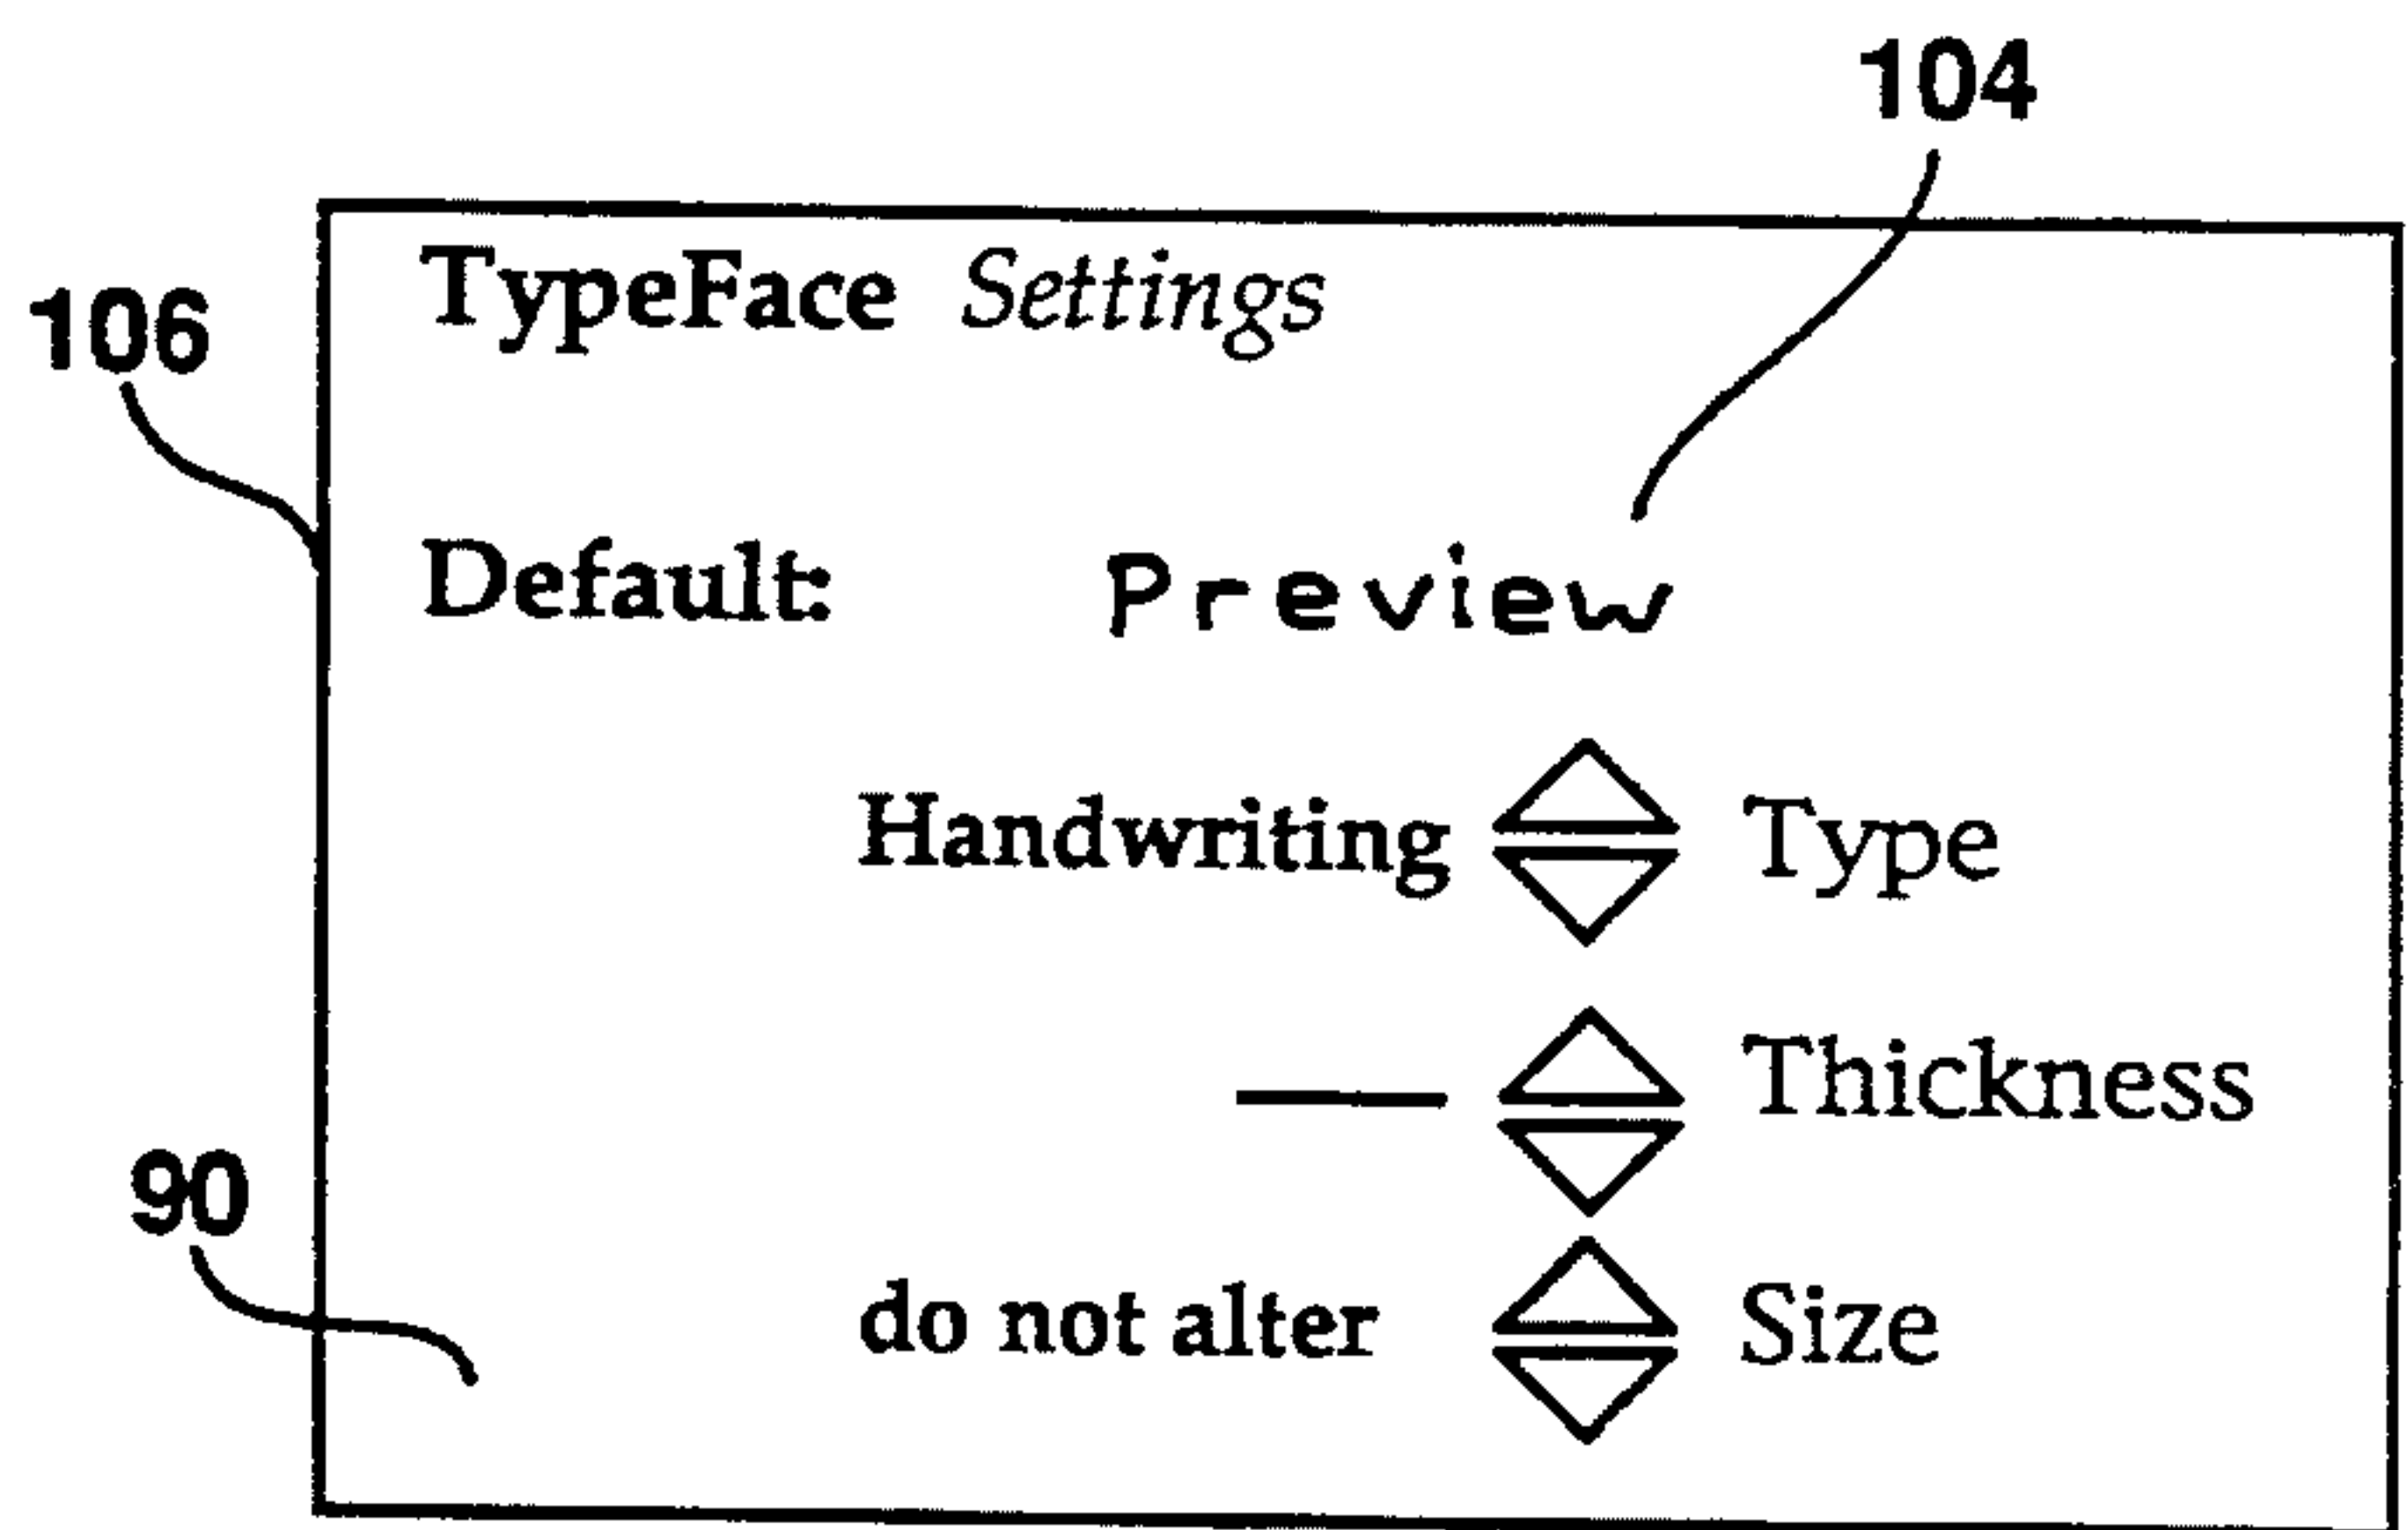 104
TypeFace Settings
106
Default: Preview
Handwriting Type
Thickness
90
do not alter Size